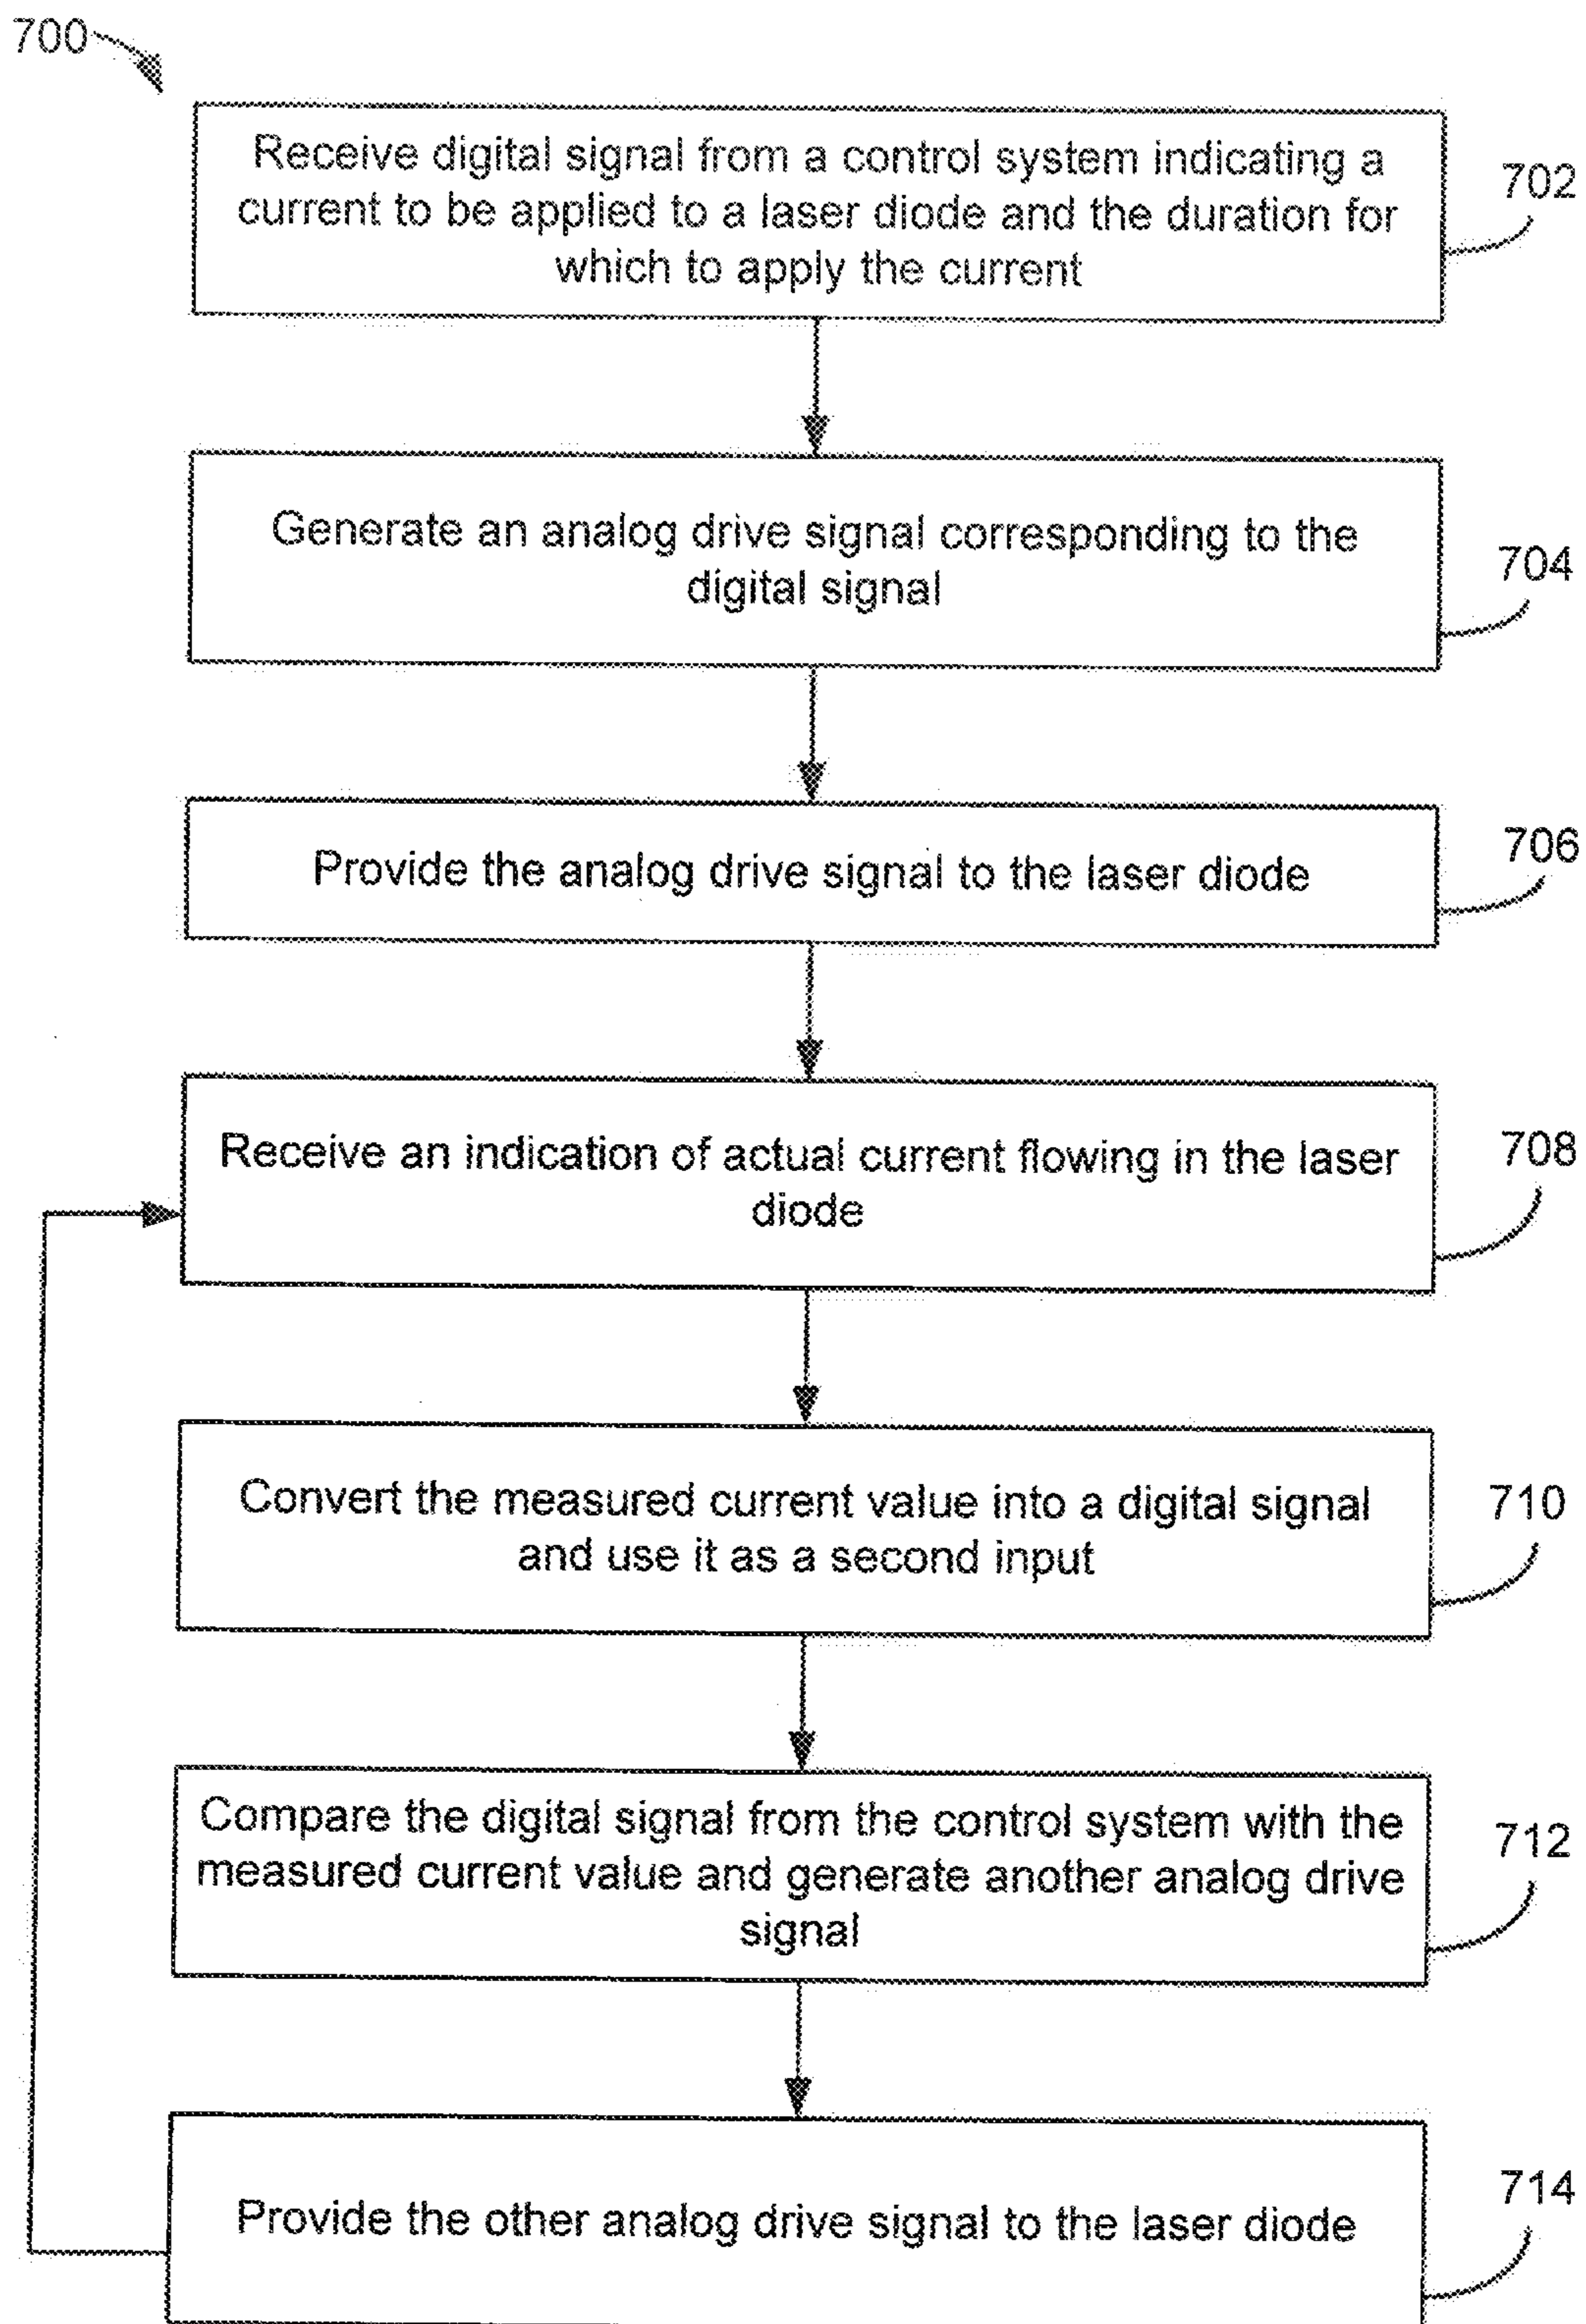 700
Receive digital signal from a control system indicating a
current to be applied to a laser diode and the duration for
which to apply the current
702
Generate an analog drive signal corresponding to the
digital signal
704
Provide the analog drive signal to the laser diode
706
Receive an indication of actual current flowing in the laser
diode
708
Convert the measured current value into a digital signal
and use it as a second input
710
Compare the digital signal from the control system with the
measured current value and generate another analog drive
signal
712
Provide the other analog drive signal to the laser diode
714